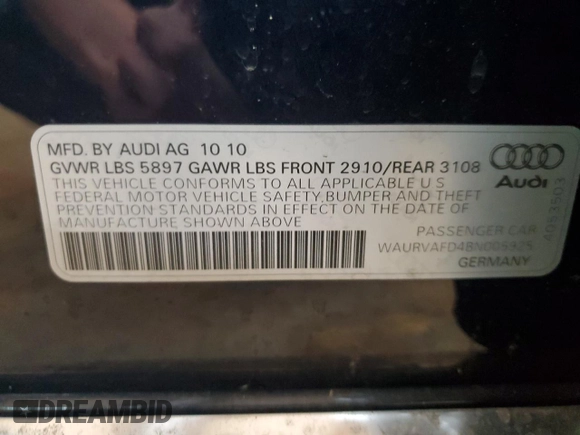 MFD. BY AUDI AG 10 10
GVWR LBS 5897 GAWR LBS FRONT 2910/REAR 3108
THIS VEHICLE CONFORMS TO ALL APPLICABLE U S
FEDERAL MOTOR VEHICLE SAFETY,BUMPER AND THEFT
PREVENTION STANDARDS IN EFFECT ON THE DATE OF
MANUFACTURE SHOWN ABOVE
Audi
PASSENGER CAR
WAURVAFD4BN005925
GERMANY
4053503
DREAMBID